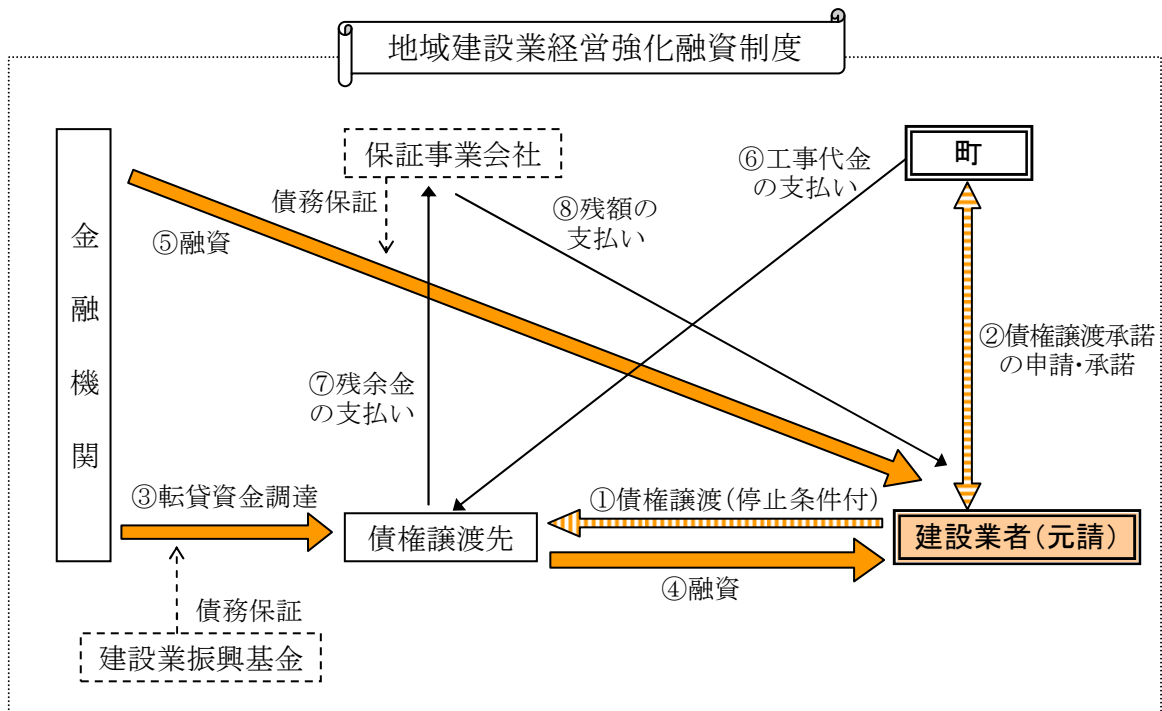 地域建設業経営強化融資制度
保証事業会社
⑥工事代金
の支払い
町
債務保証
⑧残額の
支払い
⑤融資
金融機関
②債権譲渡承諾
の申請・承諾
⑦残余金
の支払い
③転貸資金調達
①債権譲渡(停止条件付)
債権譲渡先
建設業者(元請)
④融資
債務保証
建設業振興基金